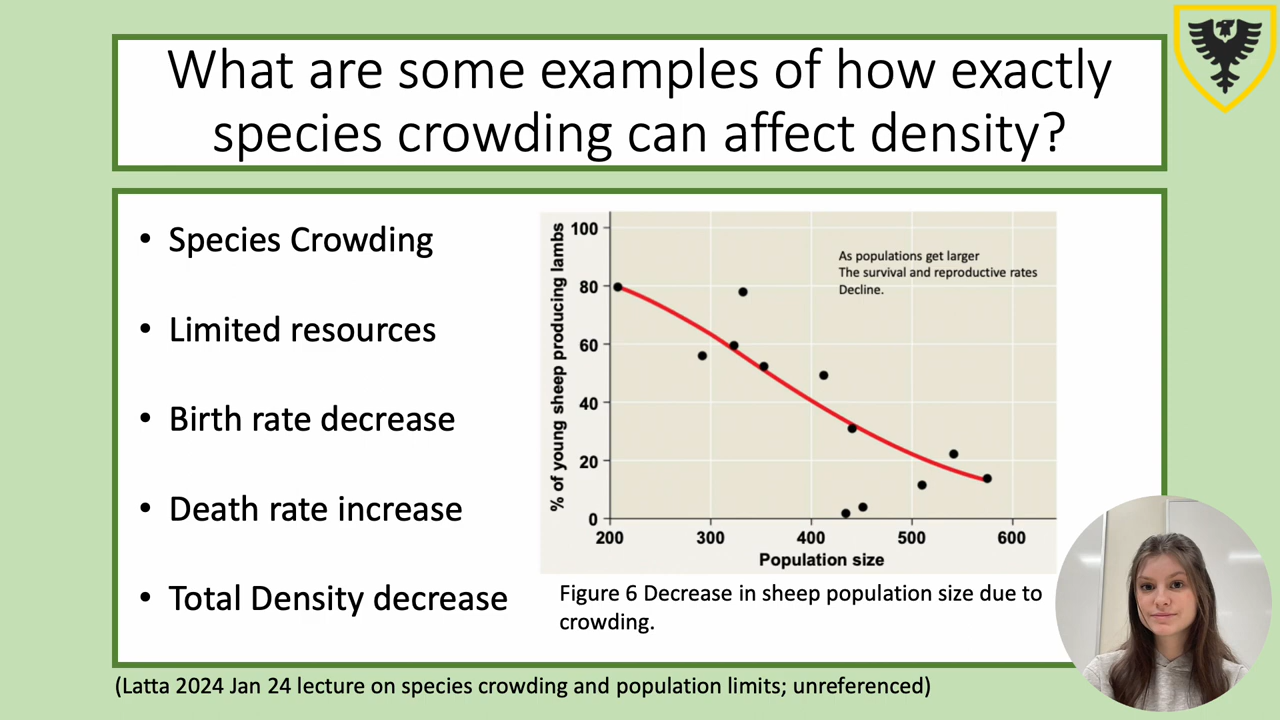 What are some examples of how exactly
species crowding can affect density?
• Species Crowding
• Limited resources
• Birth rate decrease
• Death rate increase
• Total Density decrease
% of young sheep producing lambs
100
80
60
40
20
0
As populations get larger
The survival and reproductive rates
Decline.
200 300 400 500 600
Population size
Figure 6 Decrease in sheep population size due to
crowding.
(Latta 2024 Jan 24 lecture on species crowding and population limits; unreferenced)